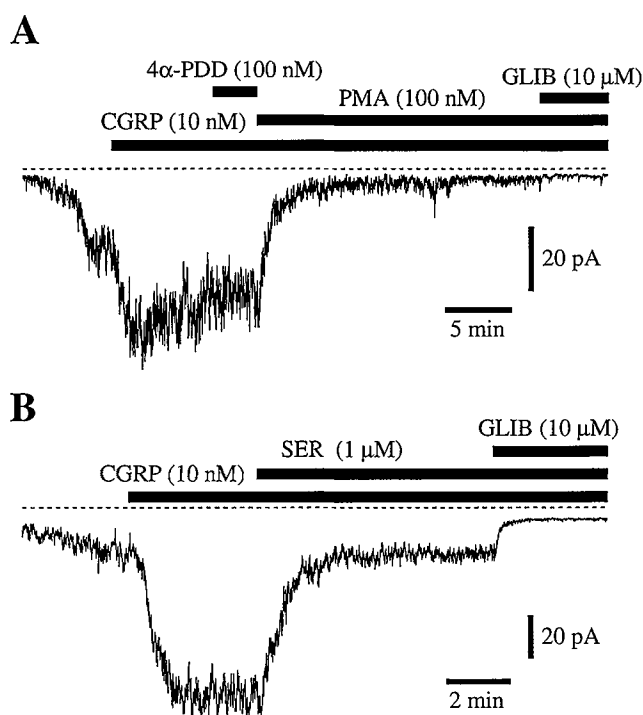 A
4α-PDD (100 nM)
GLIB (10 μM)
PMA (100 nM)
CGRP (10 nM)
20 pA
5 min
B
GLIB (10 μM)
SER (1 μM)
CGRP (10 nM)
20 pA
2 min